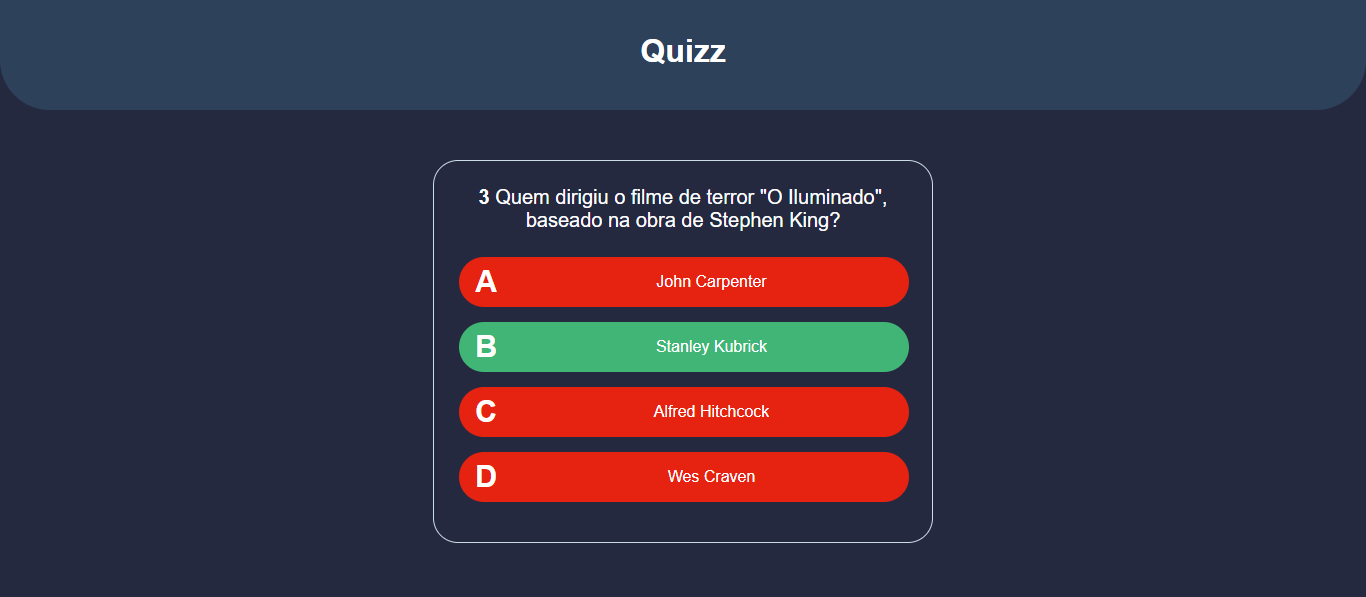 Quizz
3 Quem dirigiu o filme de terror "O Iluminado",
baseado na obra de Stephen King?
A John Carpenter
B Stanley Kubrick
C Alfred Hitchcock
D Wes Craven